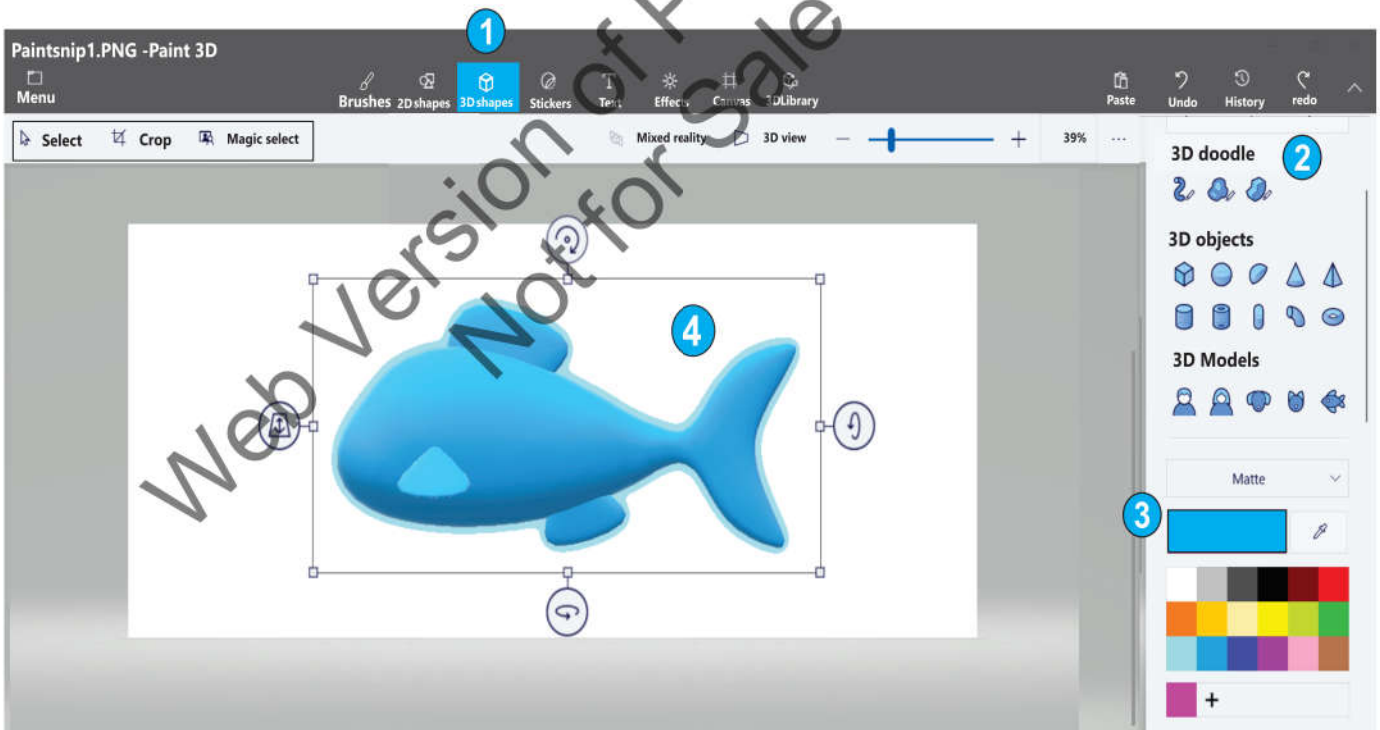 1
Paintsnip1.PNG -Paint 3D
Menu
Brushes 2D shapes 3D shapes Stickers Text Effects Canvas 3DLibrary
Paste Undo History redo
Select Crop Magic select
Mixed reality 3D view 39%
3D doodle 2
3D objects
3D Models
4
Matte
3
Web Version of
Not for Sale